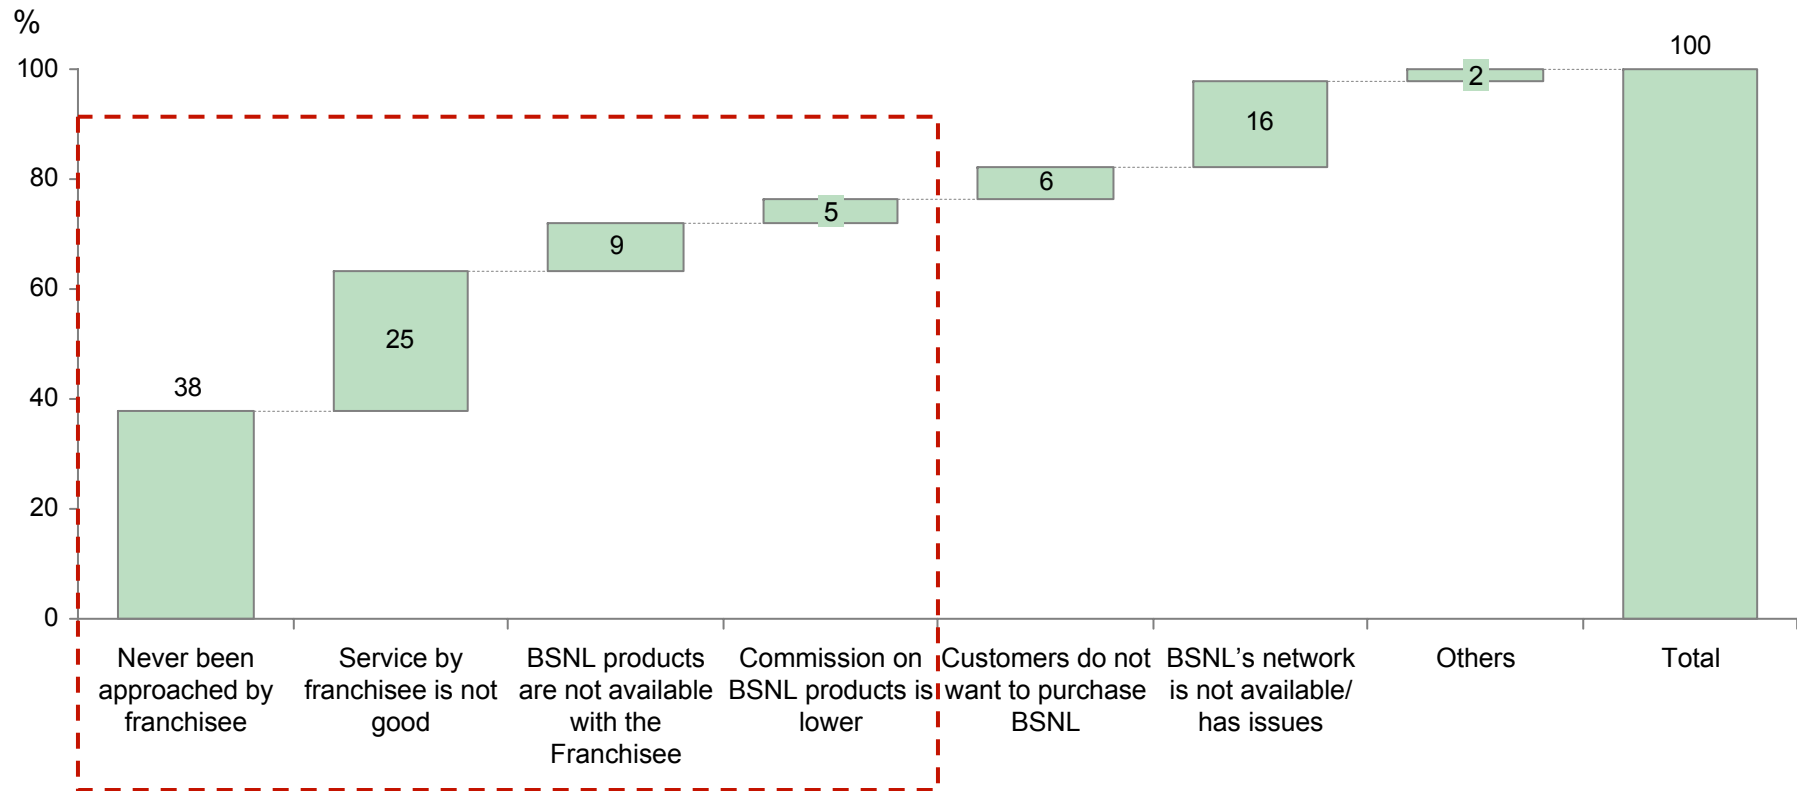 %
100
80
60
40
20
0
38
25
9
5
6
16
2
100
Never been
approached by
franchisee
Service by
franchisee is not
good
BSNL products
are not available
with the
Franchisee
Commission on
BSNL products is
lower
Customers do not
want to purchase
BSNL
BSNL’s network
is not available/
has issues
Others
Total